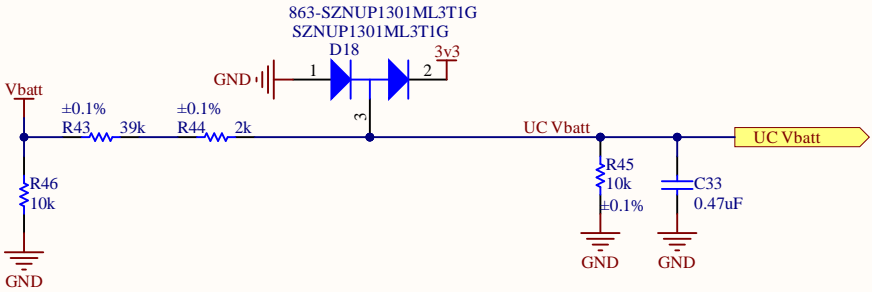 863-SZNUP1301ML3T1G
SZNUP1301ML3T1G
D18
3v3
GND
1
2
3
Vbatt
±0.1%
R43
39k
±0.1%
R44
2k
UC Vbatt
UC Vbatt
R46
10k
GND
R45
10k
±0.1%
GND
C33
0.47uF
GND